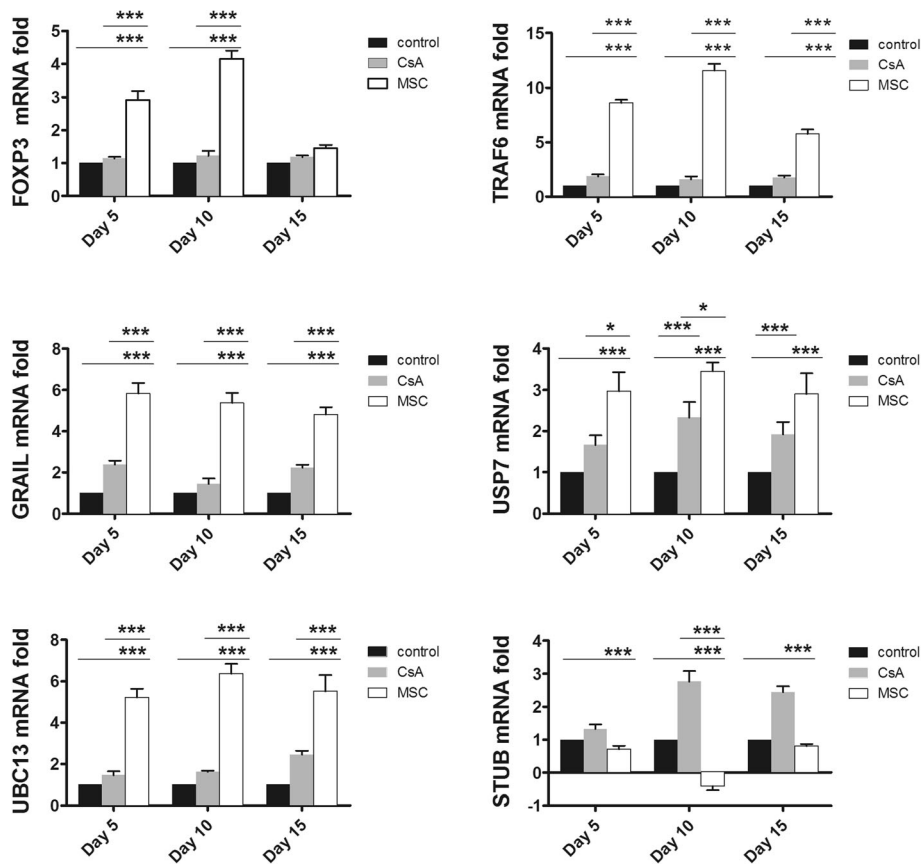 ***
***
***
***
FOXP3 mRNA fold
5
4
3
2
1
0
Day 5
Day 10
Day 15
control
CsA
MSC
***
***
***
***
***
***
TRAF6 mRNA fold
15
10
5
0
Day 5
Day 10
Day 15
control
CsA
MSC
***
***
***
***
***
***
GRAIL mRNA fold
8
6
4
2
0
Day 5
Day 10
Day 15
control
CsA
MSC
*
*
***
***
***
***
***
USP7 mRNA fold
4
3
2
1
0
Day 5
Day 10
Day 15
control
CsA
MSC
***
***
***
***
***
***
UBC13 mRNA fold
8
6
4
2
0
Day 5
Day 10
Day 15
control
CsA
MSC
***
***
***
***
STUB mRNA fold
4
3
2
1
0
-1
Day 5
Day 10
Day 15
control
CsA
MSC